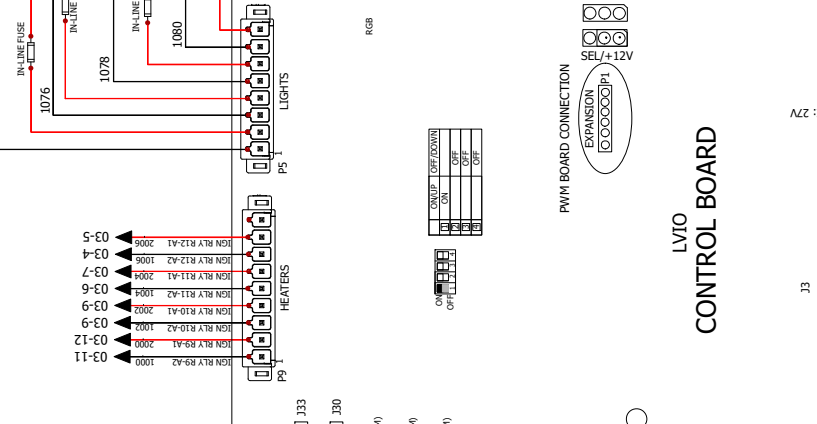 IN-LINE FUSE
1076
IN-LINE
1078
IN-LINE
1080
LIGHTS
1
P5
RGB
03-5
2006
IGN RLY R12-A1
03-4
1006
IGN RLY R12-A2
03-7
2004
IGN RLY R11-A1
03-6
1004
IGN RLY R11-A2
03-9
2002
IGN RLY R10-A1
03-9
1002
IGN RLY R10-A2
03-12
2000
IGN RLY R9-A1
03-11
1000
IGN RLY R9-A2
HEATERS
1
P9
ON/UP OFF/DOWN
1 ON
2 OFF
3 OFF
4 OFF
ON
OFF
1 2 3 4
SEL/+12V
PWM BOARD CONNECTION
EXPANSION
P1
LVIO
CONTROL BOARD
: 27V
J3
J33
J30
M)
M)
M)